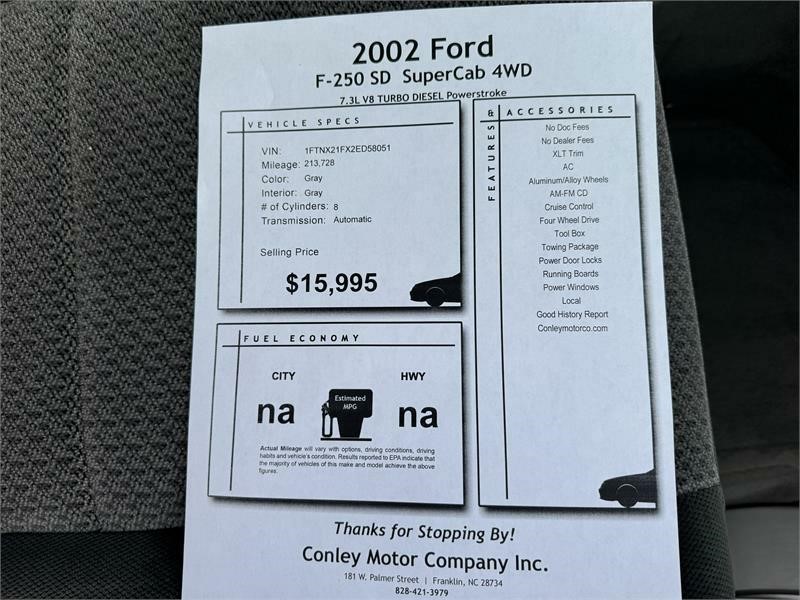 2002 Ford
F-250 SD SuperCab 4WD
7.3L V8 TURBO DIESEL Powerstroke
VEHICLE SPECS
VIN: 1FTNX21FX2ED58051
Mileage: 213,728
Color: Gray
Interior: Gray
# of Cylinders: 8
Transmission: Automatic
Selling Price
$15,995
FUEL ECONOMY
CITY
HWY
na
Estimated
MPG
na
Actual Mileage will vary with options, driving conditions, driving
habits and vehicle's condition. Results reported to EPA indicate that
the majority of vehicles of this make and model achieve the above
figures.
FEATURES & ACCESSORIES
No Doc Fees
No Dealer Fees
XLT Trim
AC
Aluminum/Alloy Wheels
AM-FM CD
Cruise Control
Four Wheel Drive
Tool Box
Towing Package
Power Door Locks
Running Boards
Power Windows
Local
Good History Report
Conleymotorco.com
Thanks for Stopping By!
Conley Motor Company Inc.
181 W. Palmer Street | Franklin, NC 28734
828-421-3979